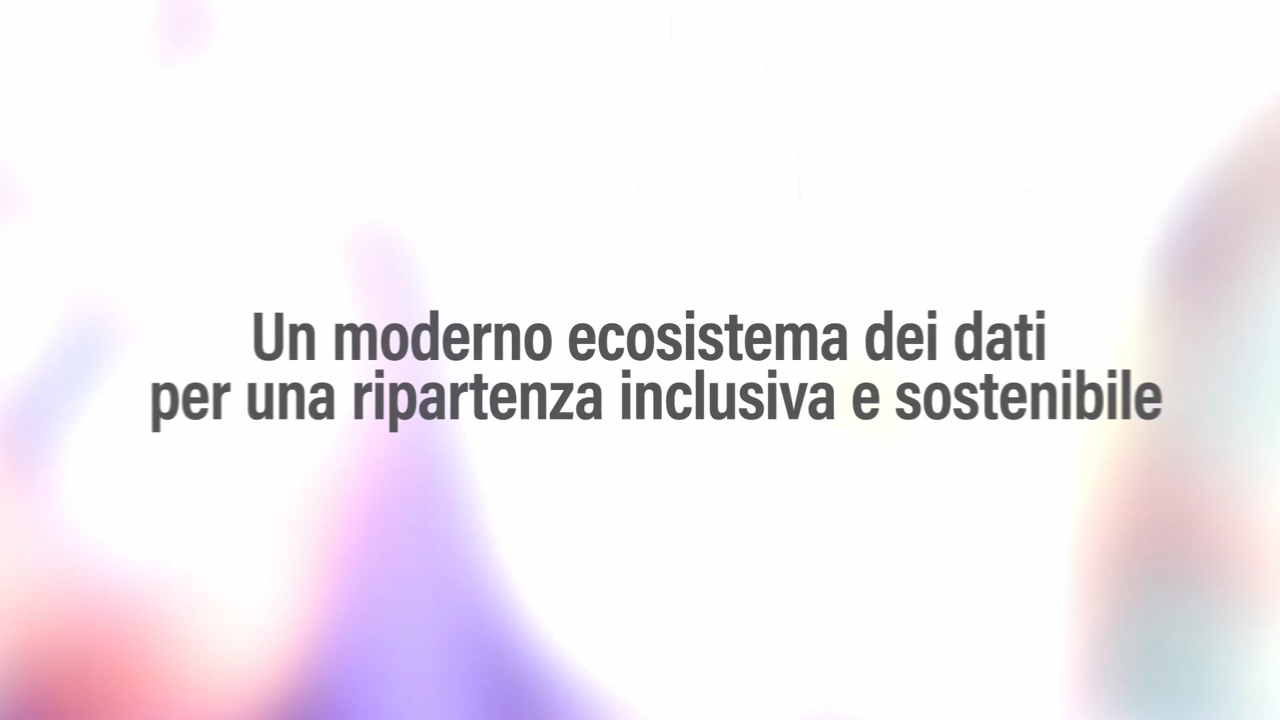 Un moderno ecosistema dei dati
per una ripartenza inclusiva e sostenibile